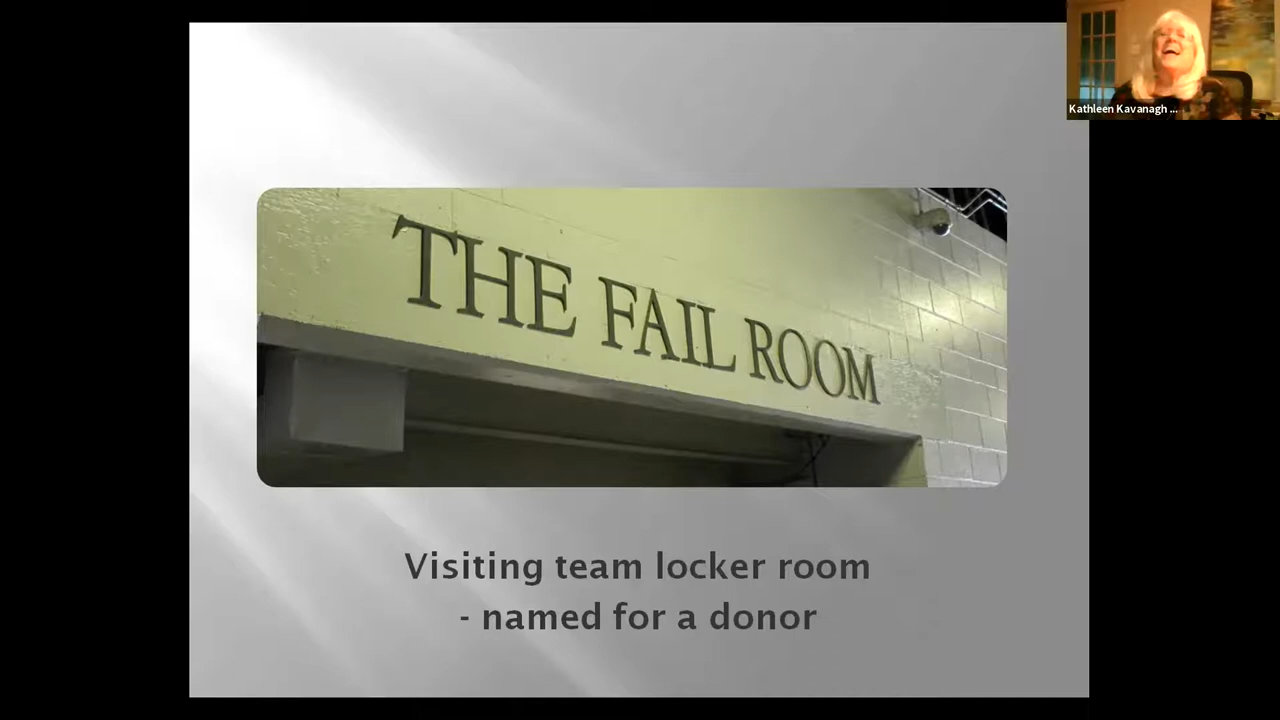 Kathleen Kavanagh ...
THE FAIL ROOM
Visiting team locker room
- named for a donor